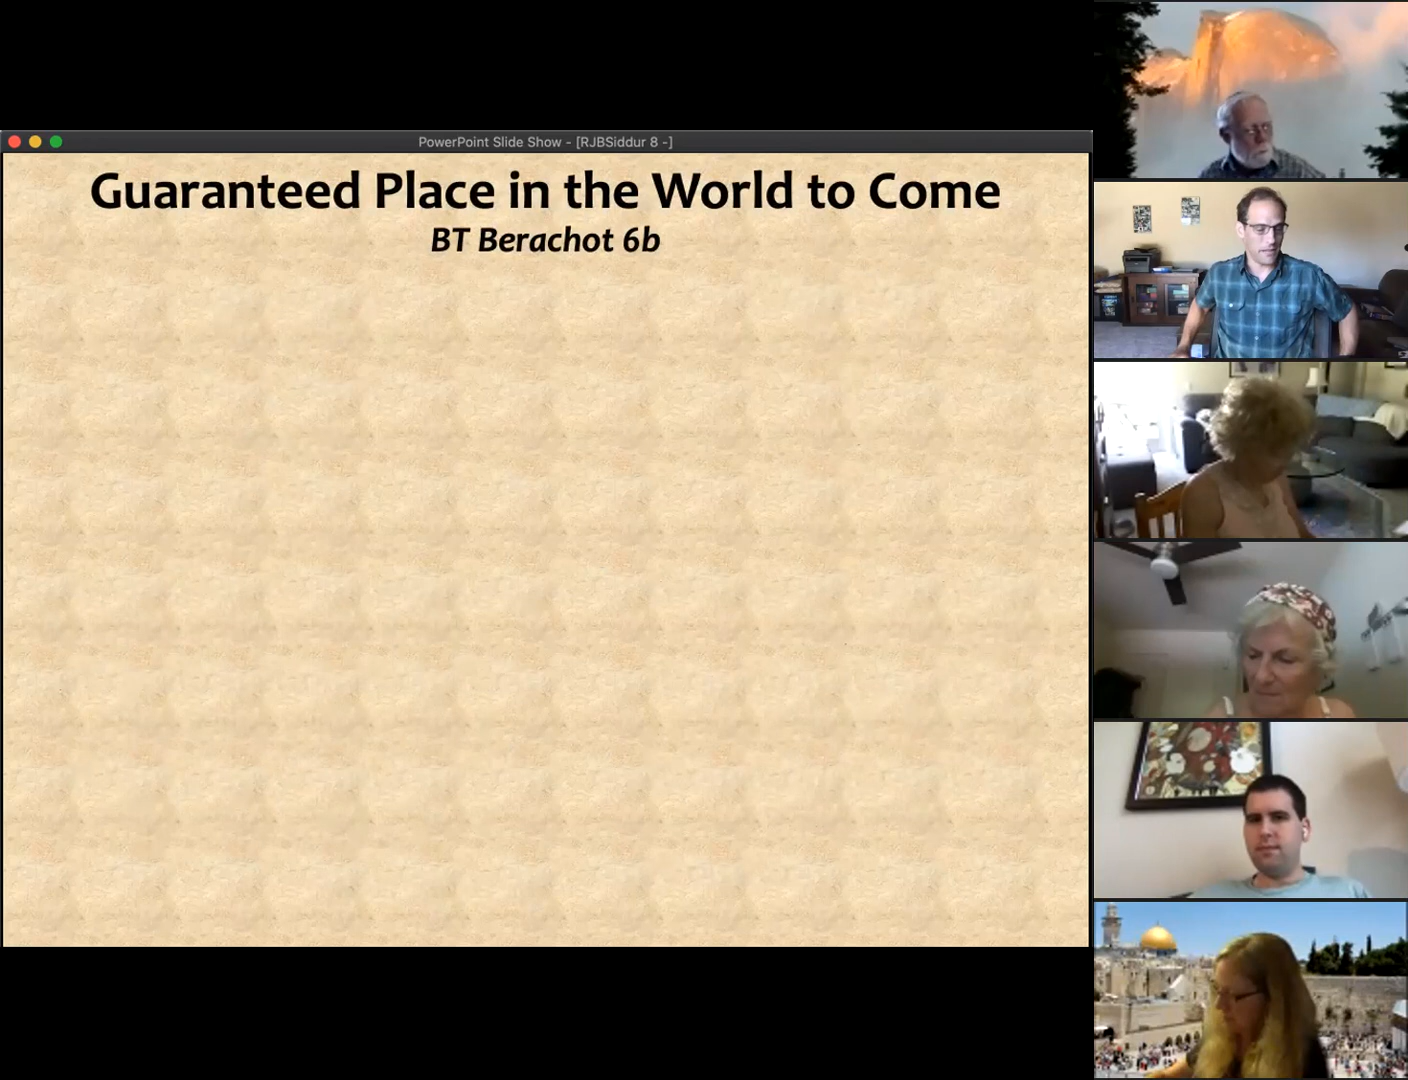 PowerPoint Slide Show - [RJBSiddur 8 -]
Guaranteed Place in the World to Come
BT Berachot 6b